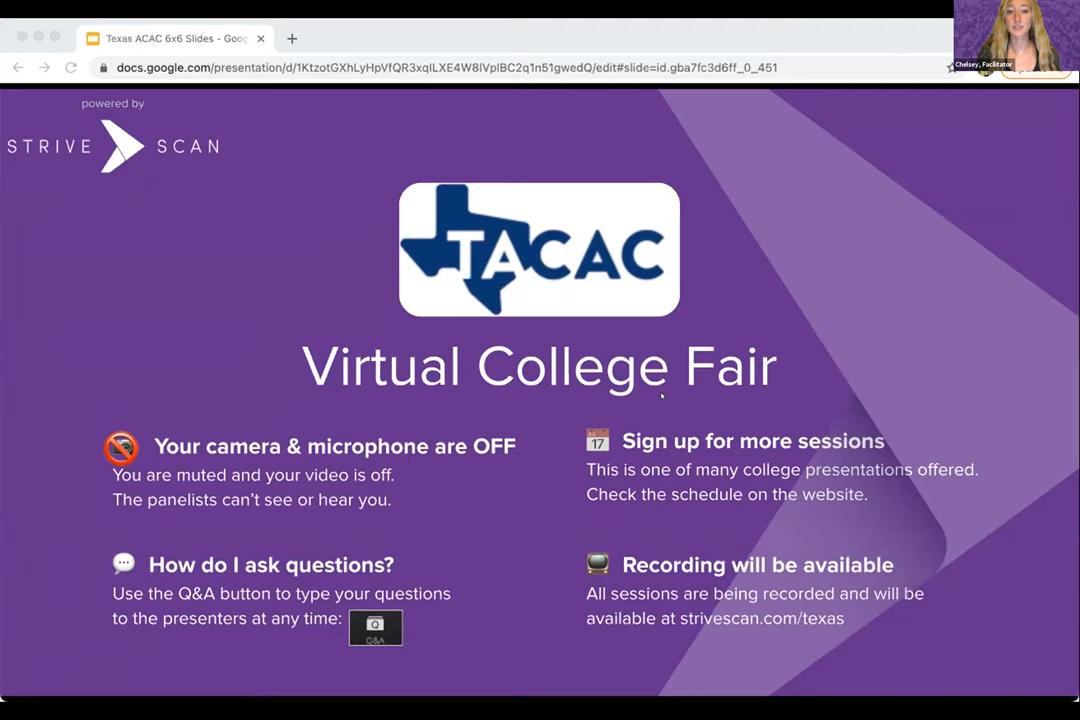 Texas ACAC 6x6 Slides - Goog
docs.google.com/presentation/d/1KtzotGXhLyHpVfQR3xqILXE4W8lVplBC2q1n51gwedQ/edit#slide=id.gba7fc3d6ff_0_451
Chelsey, Facilitator
powered by
STRIVE SCAN
TACAC
Virtual College Fair
Your camera & microphone are OFF
You are muted and your video is off.
The panelists can’t see or hear you.
17
Sign up for more sessions
This is one of many college presentations offered.
Check the schedule on the website.
How do I ask questions?
Use the Q&A button to type your questions
to the presenters at any time:
Q
Q&A
Recording will be available
All sessions are being recorded and will be
available at strivescan.com/texas